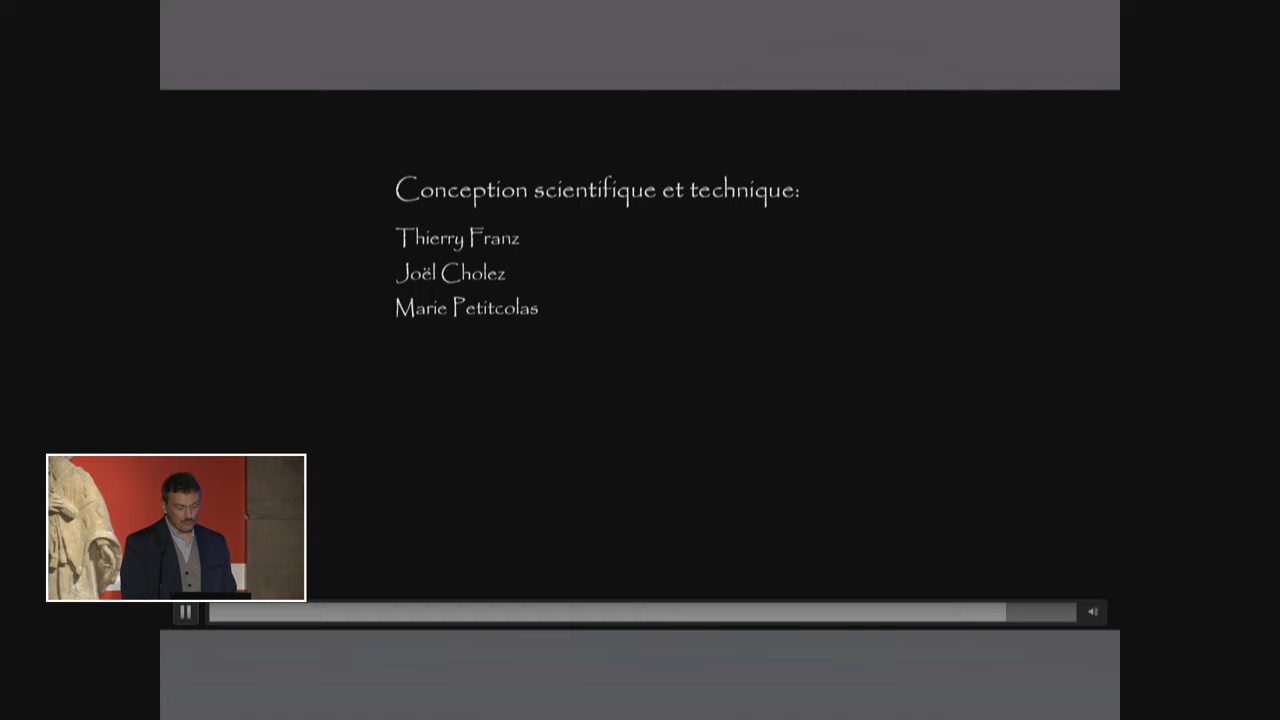 Conception scientifique et technique:
Thierry Franz
Joël Cholez
Marie Petitcolas